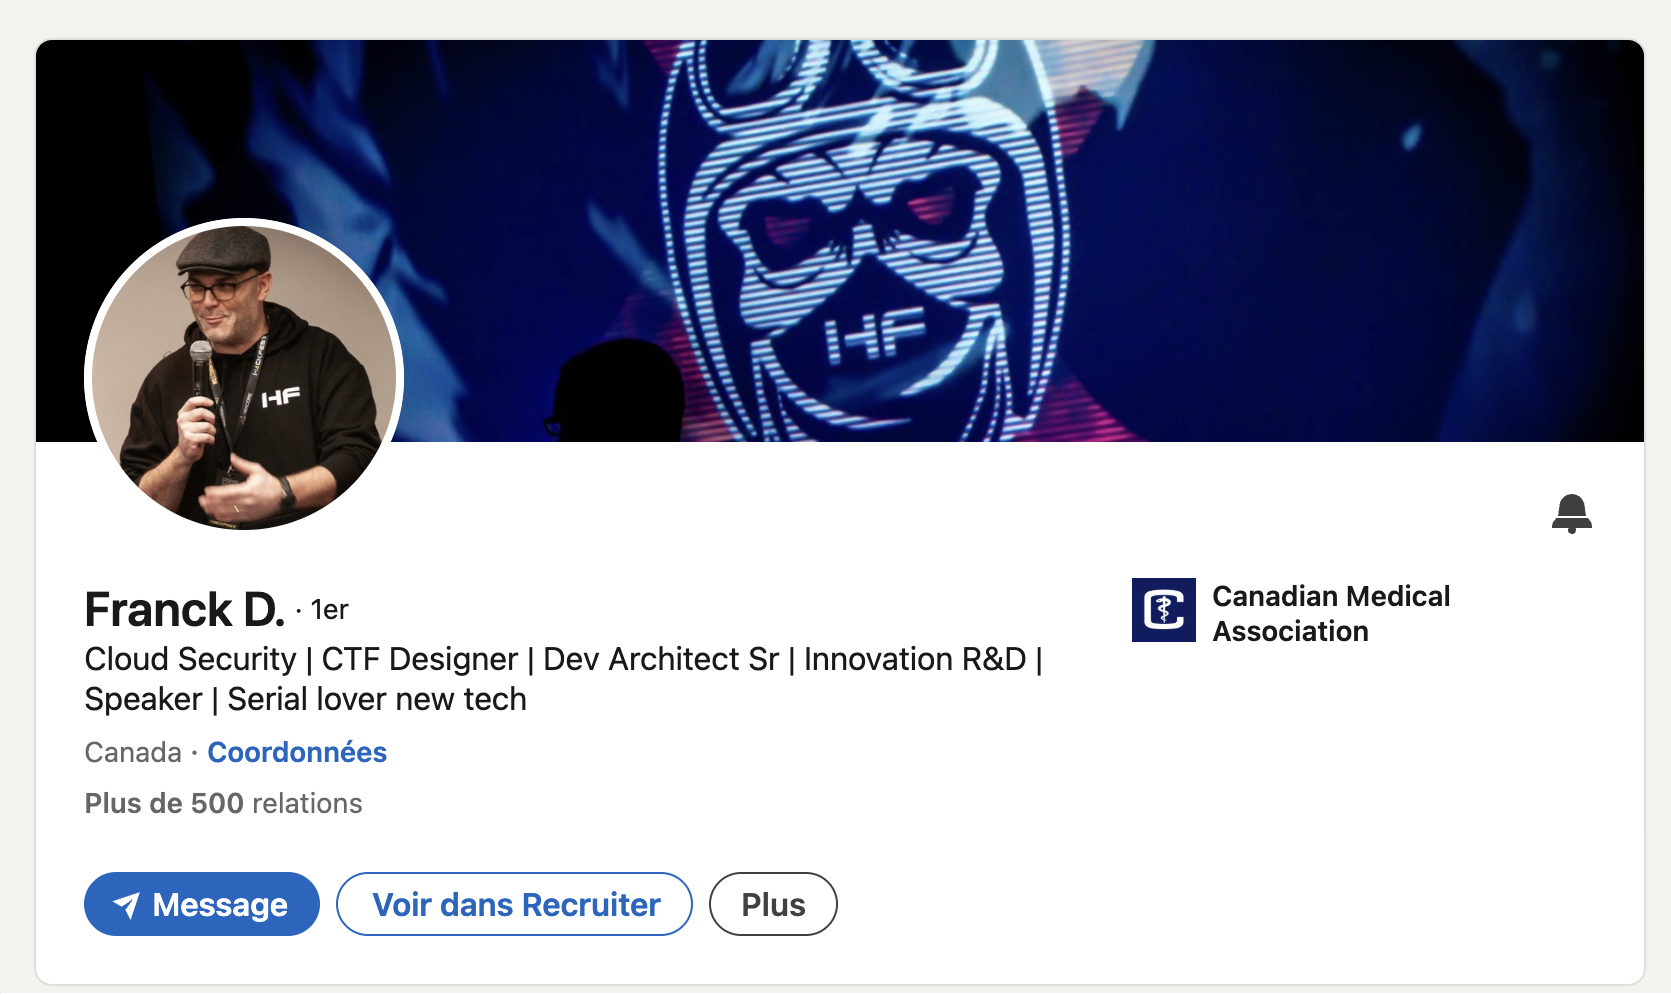 HF
HACKFEST
HF
Franck D. · 1er
Cloud Security | CTF Designer | Dev Architect Sr | Innovation R&D |
Speaker | Serial lover new tech
Canada · Coordonnées
Plus de 500 relations
Canadian Medical
Association
Message
Voir dans Recruiter
Plus